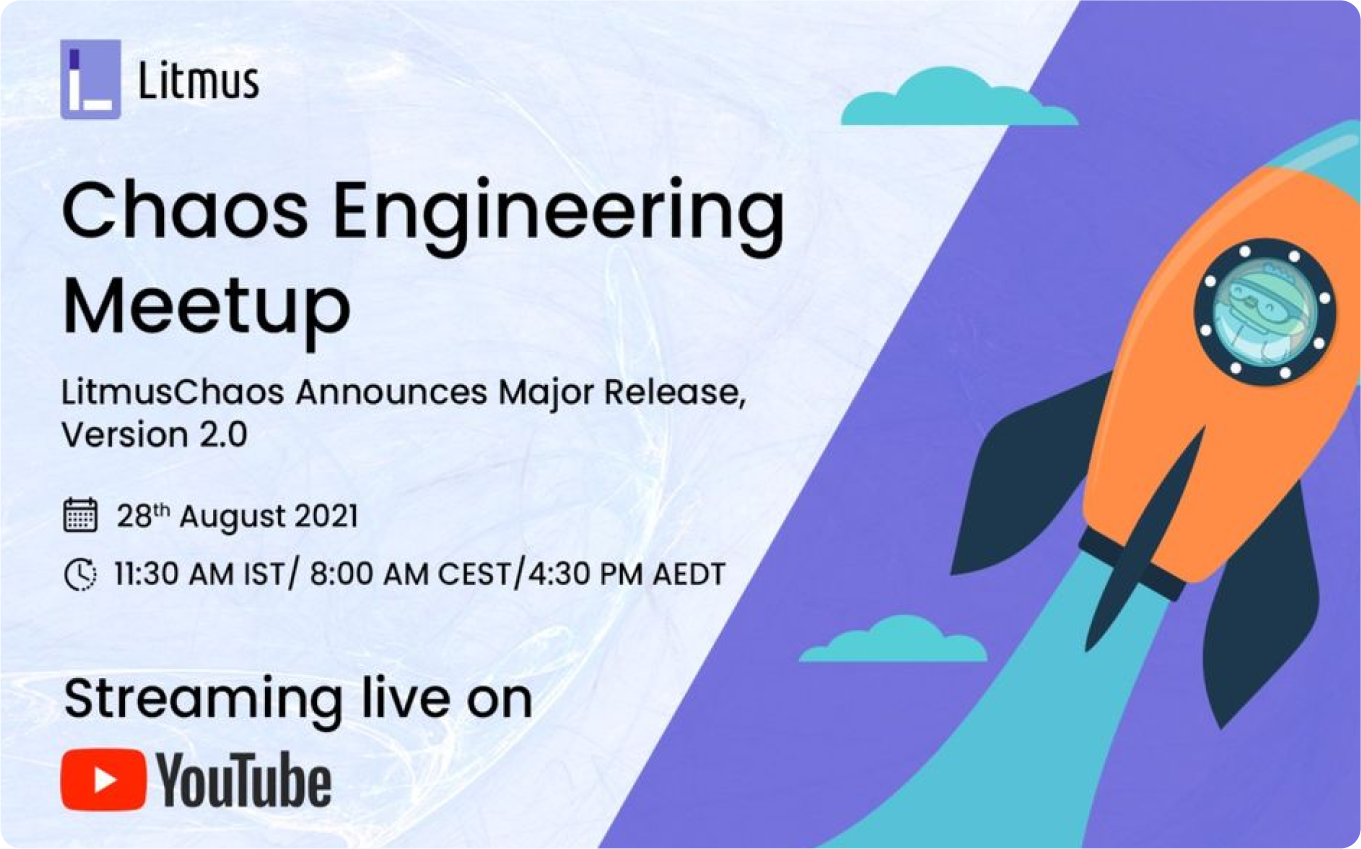 Litmus
Chaos Engineering
Meetup
LitmusChaos Announces Major Release,
Version 2.0
28th August 2021
11:30 AM IST/ 8:00 AM CEST/4:30 PM AEDT
Streaming live on
YouTube